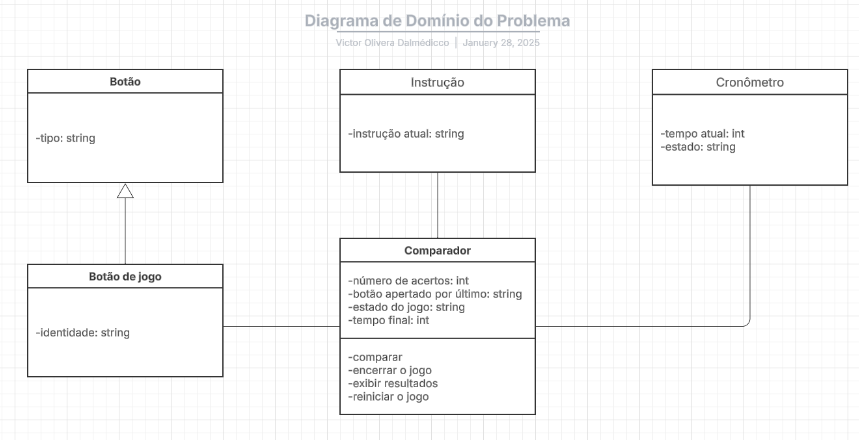 Diagrama de Domínio do Problema
Victor Olivera Dalmédicco | January 28, 2025
Botão
-tipo: string
Instrução
-instrução atual: string
Cronômetro
-tempo atual: int
-estado: string
Botão de jogo
-identidade: string
Comparador
-número de acertos: int
-botão apertado por último: string
-estado do jogo: string
-tempo final: int
-comparar
-encerrar o jogo
-exibir resultados
-reiniciar o jogo